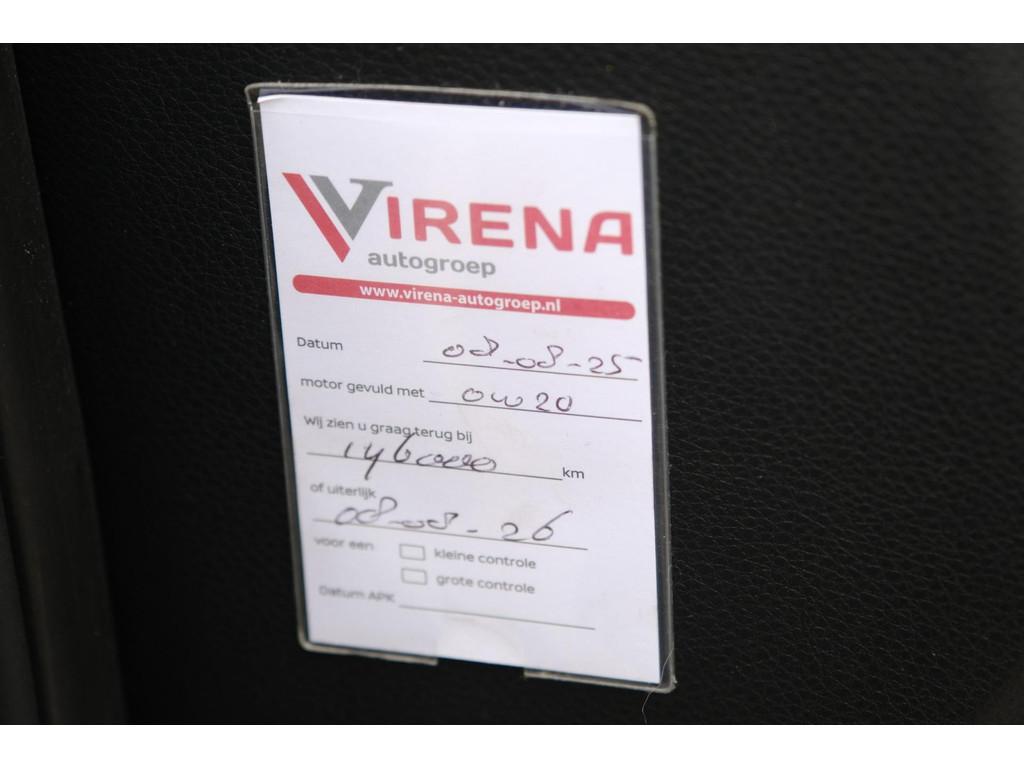 VIRENA
autogroep
www.virena-autogroep.nl
Datum 08-08-25
motor gevuld met 0W20
Wij zien u graag terug bij
146000 km
of uiterlijk
08-08-26
voor een kleine controle
grote controle
Datum APK